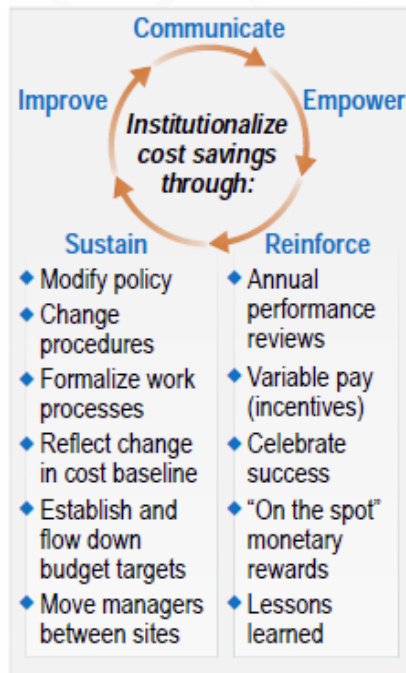 Communicate
Improve
Empower
Institutionalize
cost savings
through:
Sustain
◆ Modify policy
◆ Change
procedures
◆ Formalize work
processes
◆ Reflect change
in cost baseline
◆ Establish and
flow down
budget targets
◆ Move managers
between sites
Reinforce
◆ Annual
performance
reviews
◆ Variable pay
(incentives)
◆ Celebrate
success
◆ “On the spot”
monetary
rewards
◆ Lessons
learned